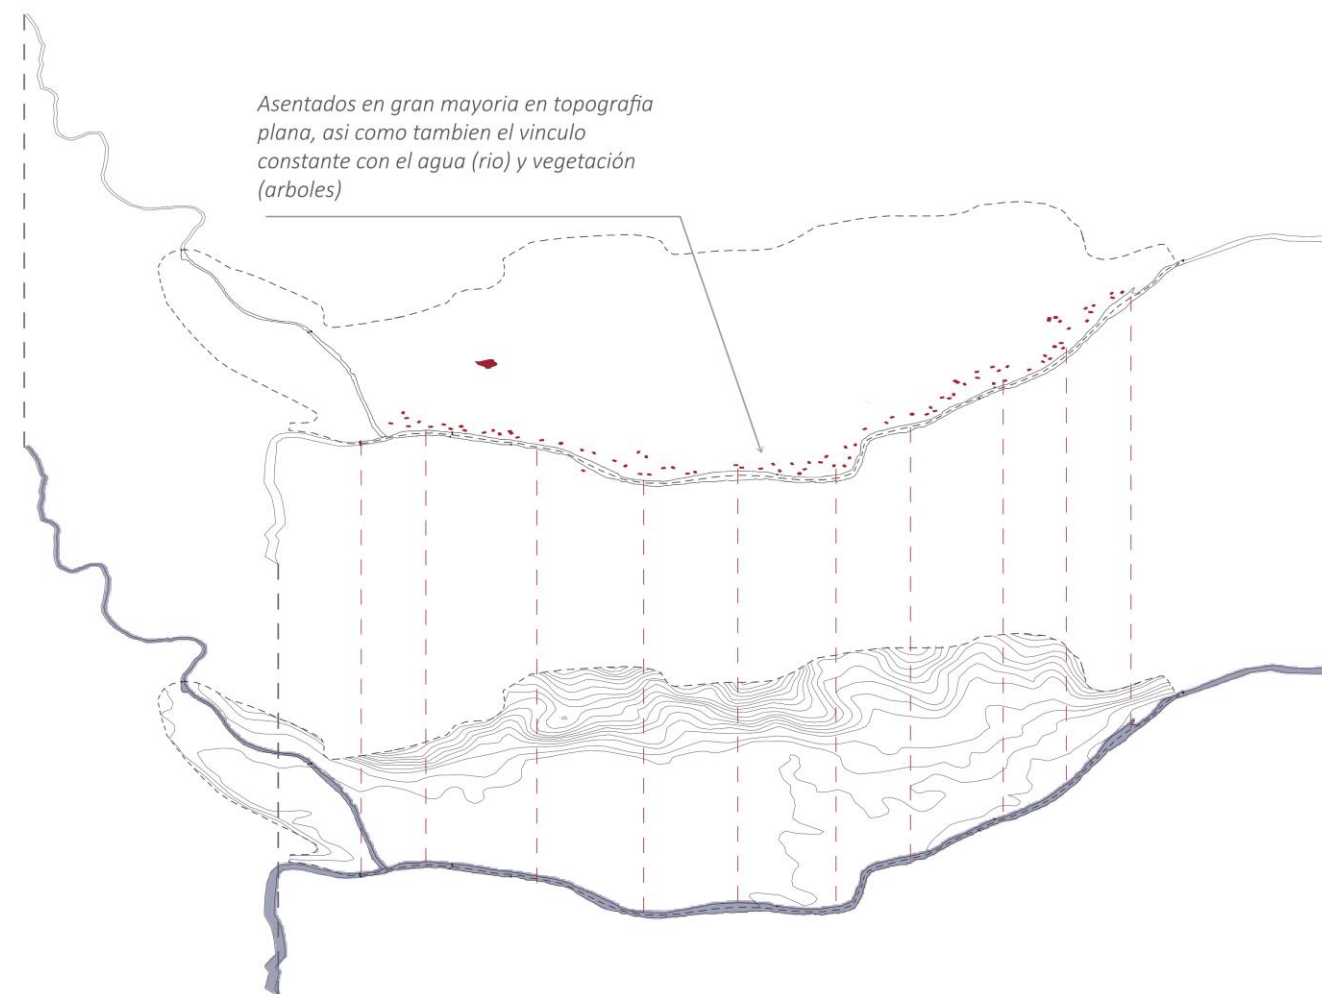 Asentados en gran mayoria en topografia
plana, asi como tambien el vinculo
constante con el agua (rio) y vegetación
(arboles)